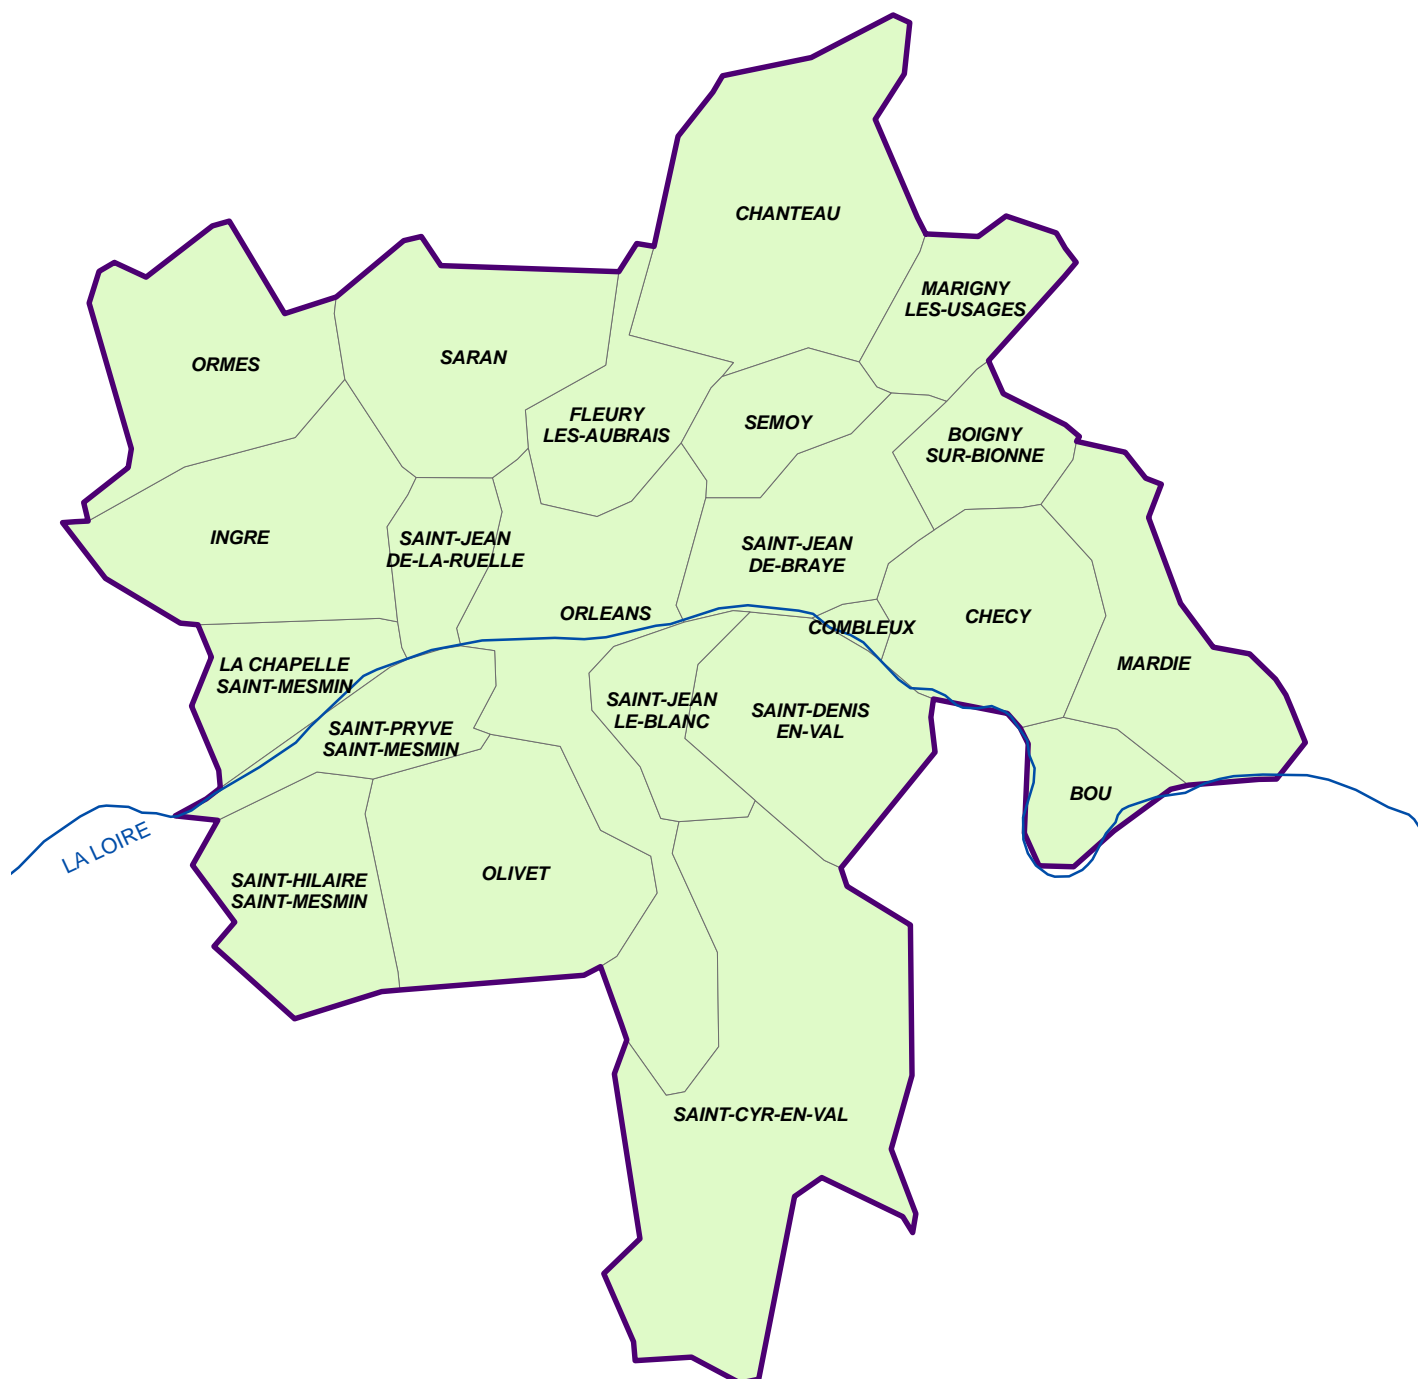 CHANTEAU
MARIGNY
LES-USAGES
ORMES
SARAN
FLEURY
LES-AUBRAIS
SEMOY
BOIGNY
SUR-BIONNE
INGRE
SAINT-JEAN
DE-LA-RUELLE
SAINT-JEAN
DE-BRAYE
ORLEANS
COMBLEUX
CHECY
MARDIE
LA CHAPELLE
SAINT-MESMIN
SAINT-PRYVE
SAINT-MESMIN
SAINT-JEAN
LE-BLANC
SAINT-DENIS
EN-VAL
BOU
LA LOIRE
SAINT-HILAIRE
SAINT-MESMIN
OLIVET
SAINT-CYR-EN-VAL